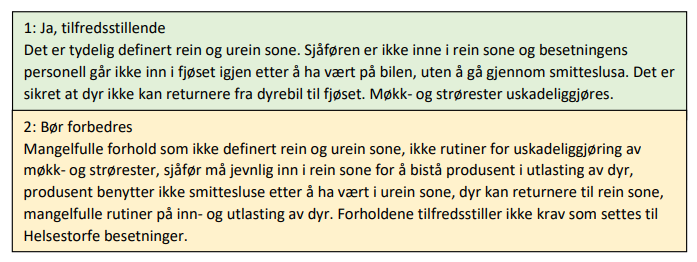 1: Ja, tilfredsstillende
Det er tydelig definert rein og urein sone. Sjåføren er ikke inne i rein sone og besetningens
personell går ikke inn i fjøset igjen etter å ha vært på bilen, uten å gå gjennom smitteslusa. Det er
sikret at dyr ikke kan returnere fra dyrebil til fjøset. Møkk- og strørester uskadeliggjøres.
2: Bør forbedres
Mangelfulle forhold som ikke definert rein og urein sone, ikke rutiner for uskadeliggjøring av
møkk- og strørester, sjåfør må jevnlig inn i rein sone for å bistå produsent i utlasting av dyr,
produsent benytter ikke smittesluse etter å ha vært i urein sone, dyr kan returnere til rein sone,
mangelfulle rutiner på inn- og utlasting av dyr. Forholdene tilfredsstiller ikke krav som settes til
Helsestorfe besetninger.